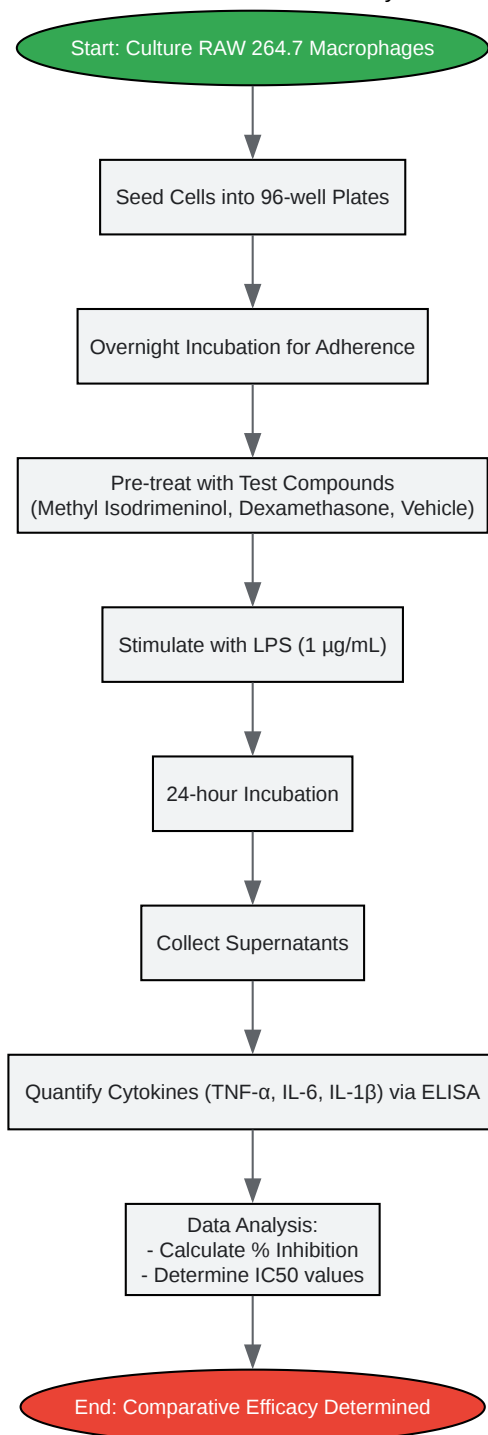 Start: Culture RAW 264.7 Macrophages
Seed Cells into 96-well Plates
Overnight Incubation for Adherence
Pre-treat with Test Compounds
(Methyl Isodrimeninol, Dexamethasone, Vehicle)
Stimulate with LPS (1 µg/mL)
24-hour Incubation
Collect Supernatants
Quantify Cytokines (TNF-α, IL-6, IL-1β) via ELISA
Data Analysis:
- Calculate % Inhibition
- Determine IC50 values
End: Comparative Efficacy Determined